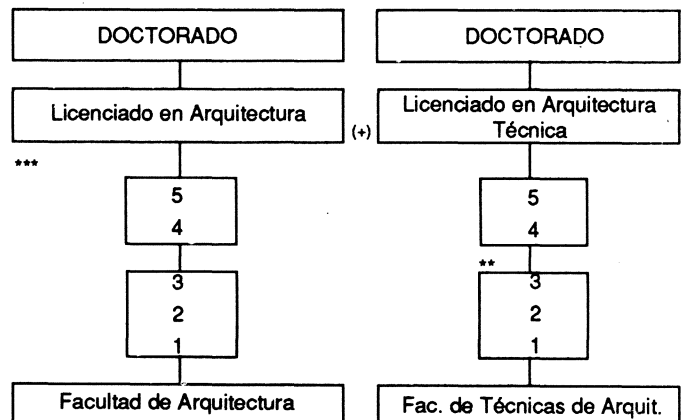 DOCTORADO
Licenciado en Arquitectura
***
5
4
3
2
1
Facultad de Arquitectura
(+)
DOCTORADO
Licenciado en Arquitectura
Técnica
5
4
**
3
2
1
Fac. de Técnicas de Arquit.